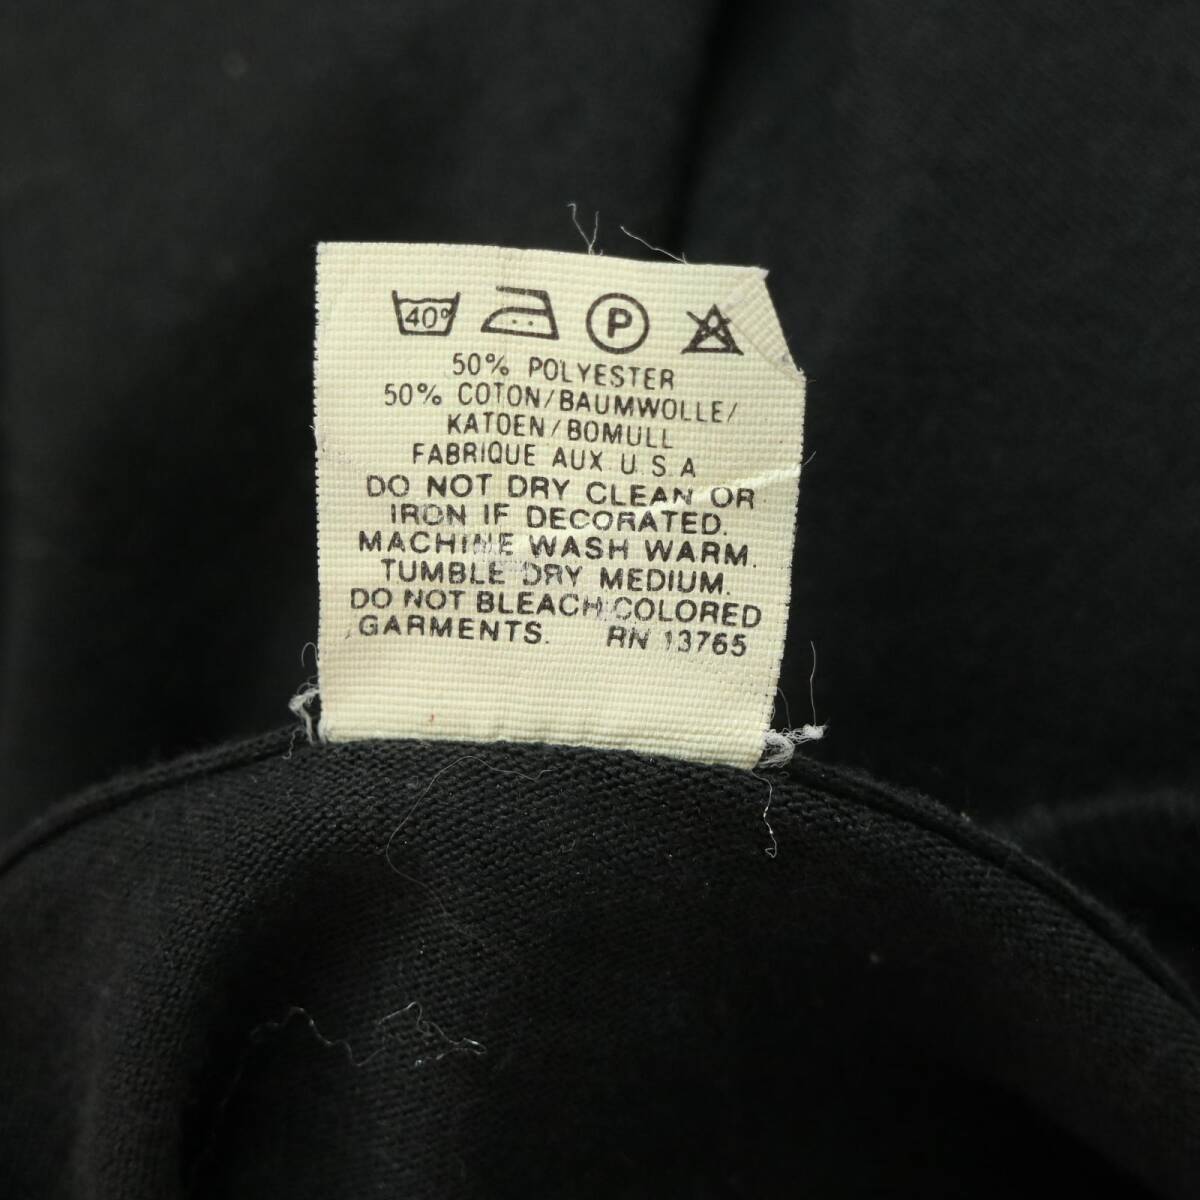 40°
P
50% POLYESTER
50% COTON/BAUMWOLLE/
KATOEN/BOMULL
FABRIQUE AUX U S A
DO NOT DRY CLEAN OR
IRON IF DECORATED.
MACHINE WASH WARM.
TUMBLE DRY MEDIUM.
DO NOT BLEACH COLORED
GARMENTS. RN 13765